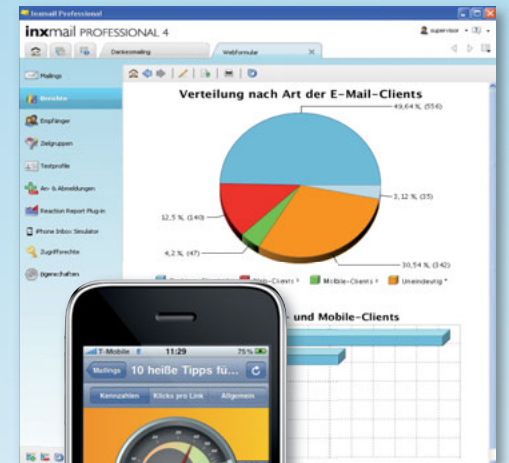 Inxmail Professional
inxmail PROFESSIONAL 4
supervisor
Dankesmailing
Webformular
Mailings
Berichte
Empfänger
Zielgruppen
Testprofile
An- & Abmeldungen
Reaction Report Plug-in
iPhone Inbox Simulator
Zugriffsrechte
Eigenschaften
Verteilung nach Art der E-Mail-Clients
49,64 %, (556)
3,12 %, (35)
12,5 %, (140)
4,2 %, (47)
30,54 %, (342)
Mobile-Clients ³
Uneindeutig ⁴
- und Mobile-Clients
T-Mobile
11:29
75%
Mailings
10 heiße Tipps fü...
Kennzahlen
Klicks pro Link
Allgemein